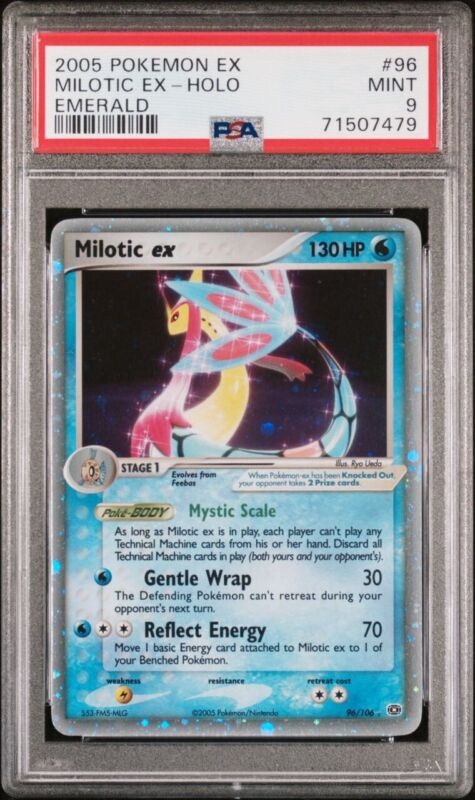 2005 POKEMON EX #96
MILOTIC EX – HOLO MINT
EMERALD 9
PSA 71507479
Milotic ex 130 HP
Illus. Ryo Ueda
STAGE 1
Evolves from
Feebas
When Pokémon-ex has been Knocked Out,
your opponent takes 2 Prize cards.
Poké-BODY Mystic Scale
As long as Milotic ex is in play, each player can't play any
Technical Machine cards from his or her hand. Discard all
Technical Machine cards in play (both yours and your opponent's).
Gentle Wrap 30
The Defending Pokémon can't retreat during your
opponent's next turn.
Reflect Energy 70
Move 1 basic Energy card attached to Milotic ex to 1 of
your Benched Pokémon.
weakness resistance retreat cost
S53-FM5-MLG ©2005 Pokémon/Nintendo 96/106